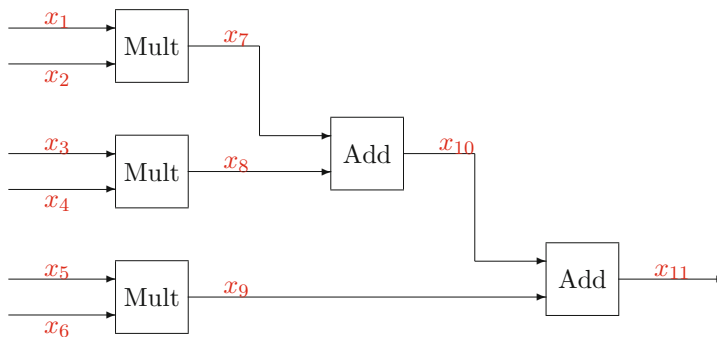 x₁
Mult
x₇
x₂
x₃
Mult
x₈
x₄
Add
x₁₀
x₅
Mult
x₉
x₆
Add
x₁₁